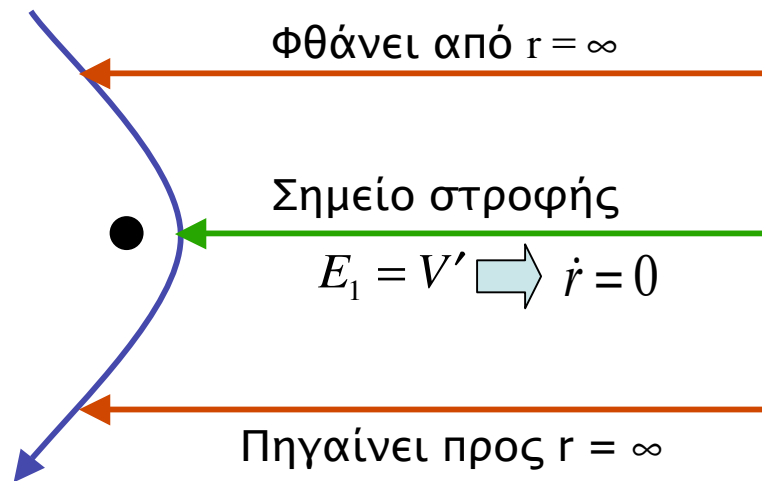 Φθάνει από r = ∞
Σημείο στροφής
E₁ = V′ ṙ = 0
Πηγαίνει προς r = ∞